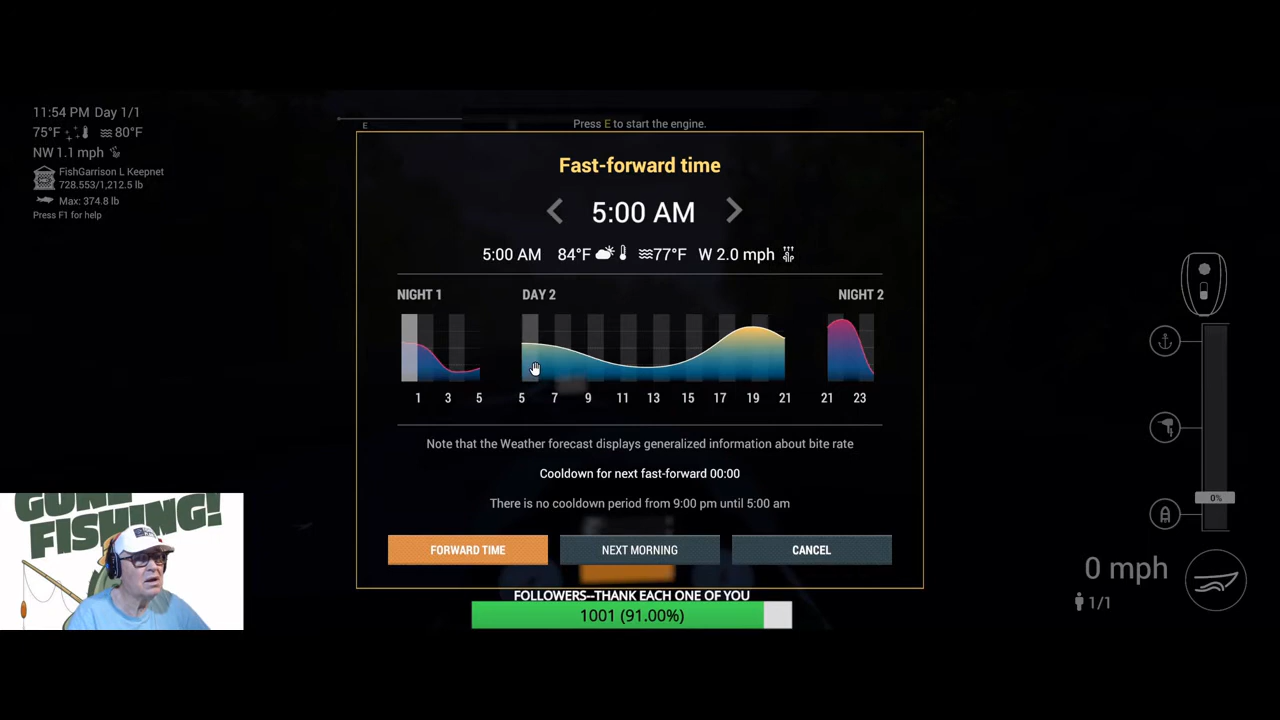 11:54 PM Day 1/1
75°F 80°F
NW 1.1 mph
FishGarrison L Keepnet
728.553/1,212.5 lb
Max: 374.8 lb
Press F1 for help
E
Press E to start the engine.
Fast-forward time
5:00 AM
5:00 AM 84°F 77°F W 2.0 mph
NIGHT 1 DAY 2 NIGHT 2
1 3 5 5 7 9 11 13 15 17 19 21 21 23
Note that the Weather forecast displays generalized information about bite rate
Cooldown for next fast-forward 00:00
There is no cooldown period from 9:00 pm until 5:00 am
FORWARD TIME NEXT MORNING CANCEL
FOLLOWERS--THANK EACH ONE OF YOU
1001 (91.00%)
0%
0 mph
1/1
GONE
FISHING!